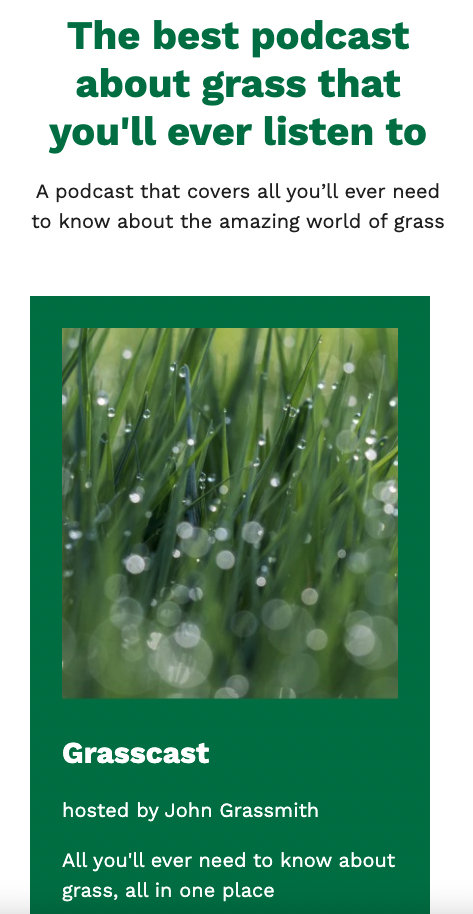 The best podcast
about grass that
you'll ever listen to
A podcast that covers all you’ll ever need
to know about the amazing world of grass
Grasscast
hosted by John Grassmith
All you'll ever need to know about
grass, all in one place